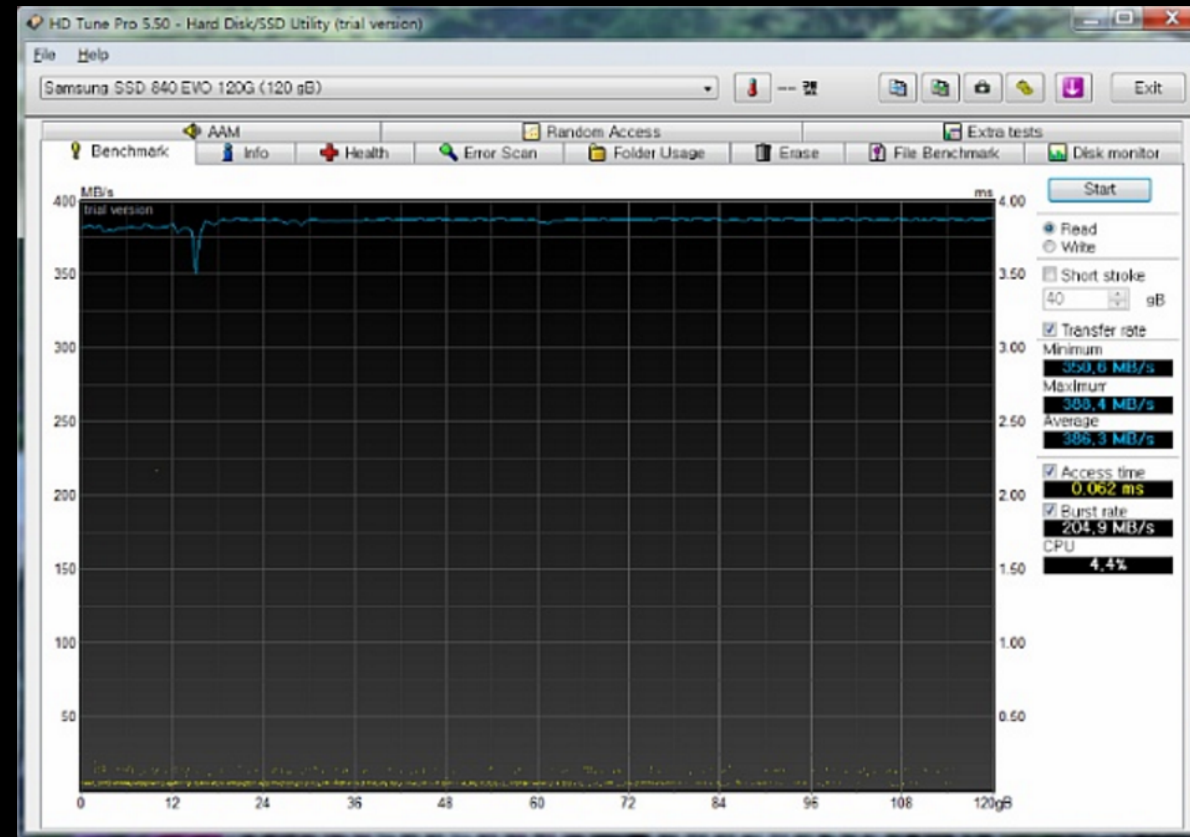 HD Tune Pro 5.50 - Hard Disk/SSD Utility (trial version)
File Help
Samsung SSD 840 EVO 120G (120 gB) -- 캜 Exit
AAM Random Access Extra tests
Benchmark Info Health Error Scan Folder Usage Erase File Benchmark Disk monitor
MB/s ms Start
400 trial version 4.00
Read
Write
350 3.50 Short stroke
40 gB
Transfer rate
300 3.00 Minimum
350,6 MB/s
Maximum
388,4 MB/s
250 2.50 Average
386,3 MB/s
Access time
200 2.00 0.062 ms
Burst rate
204,9 MB/s
CPU
150 1.50 4,4%
100 1.00
50 0.50
0 12 24 36 48 60 72 84 96 108 120gB